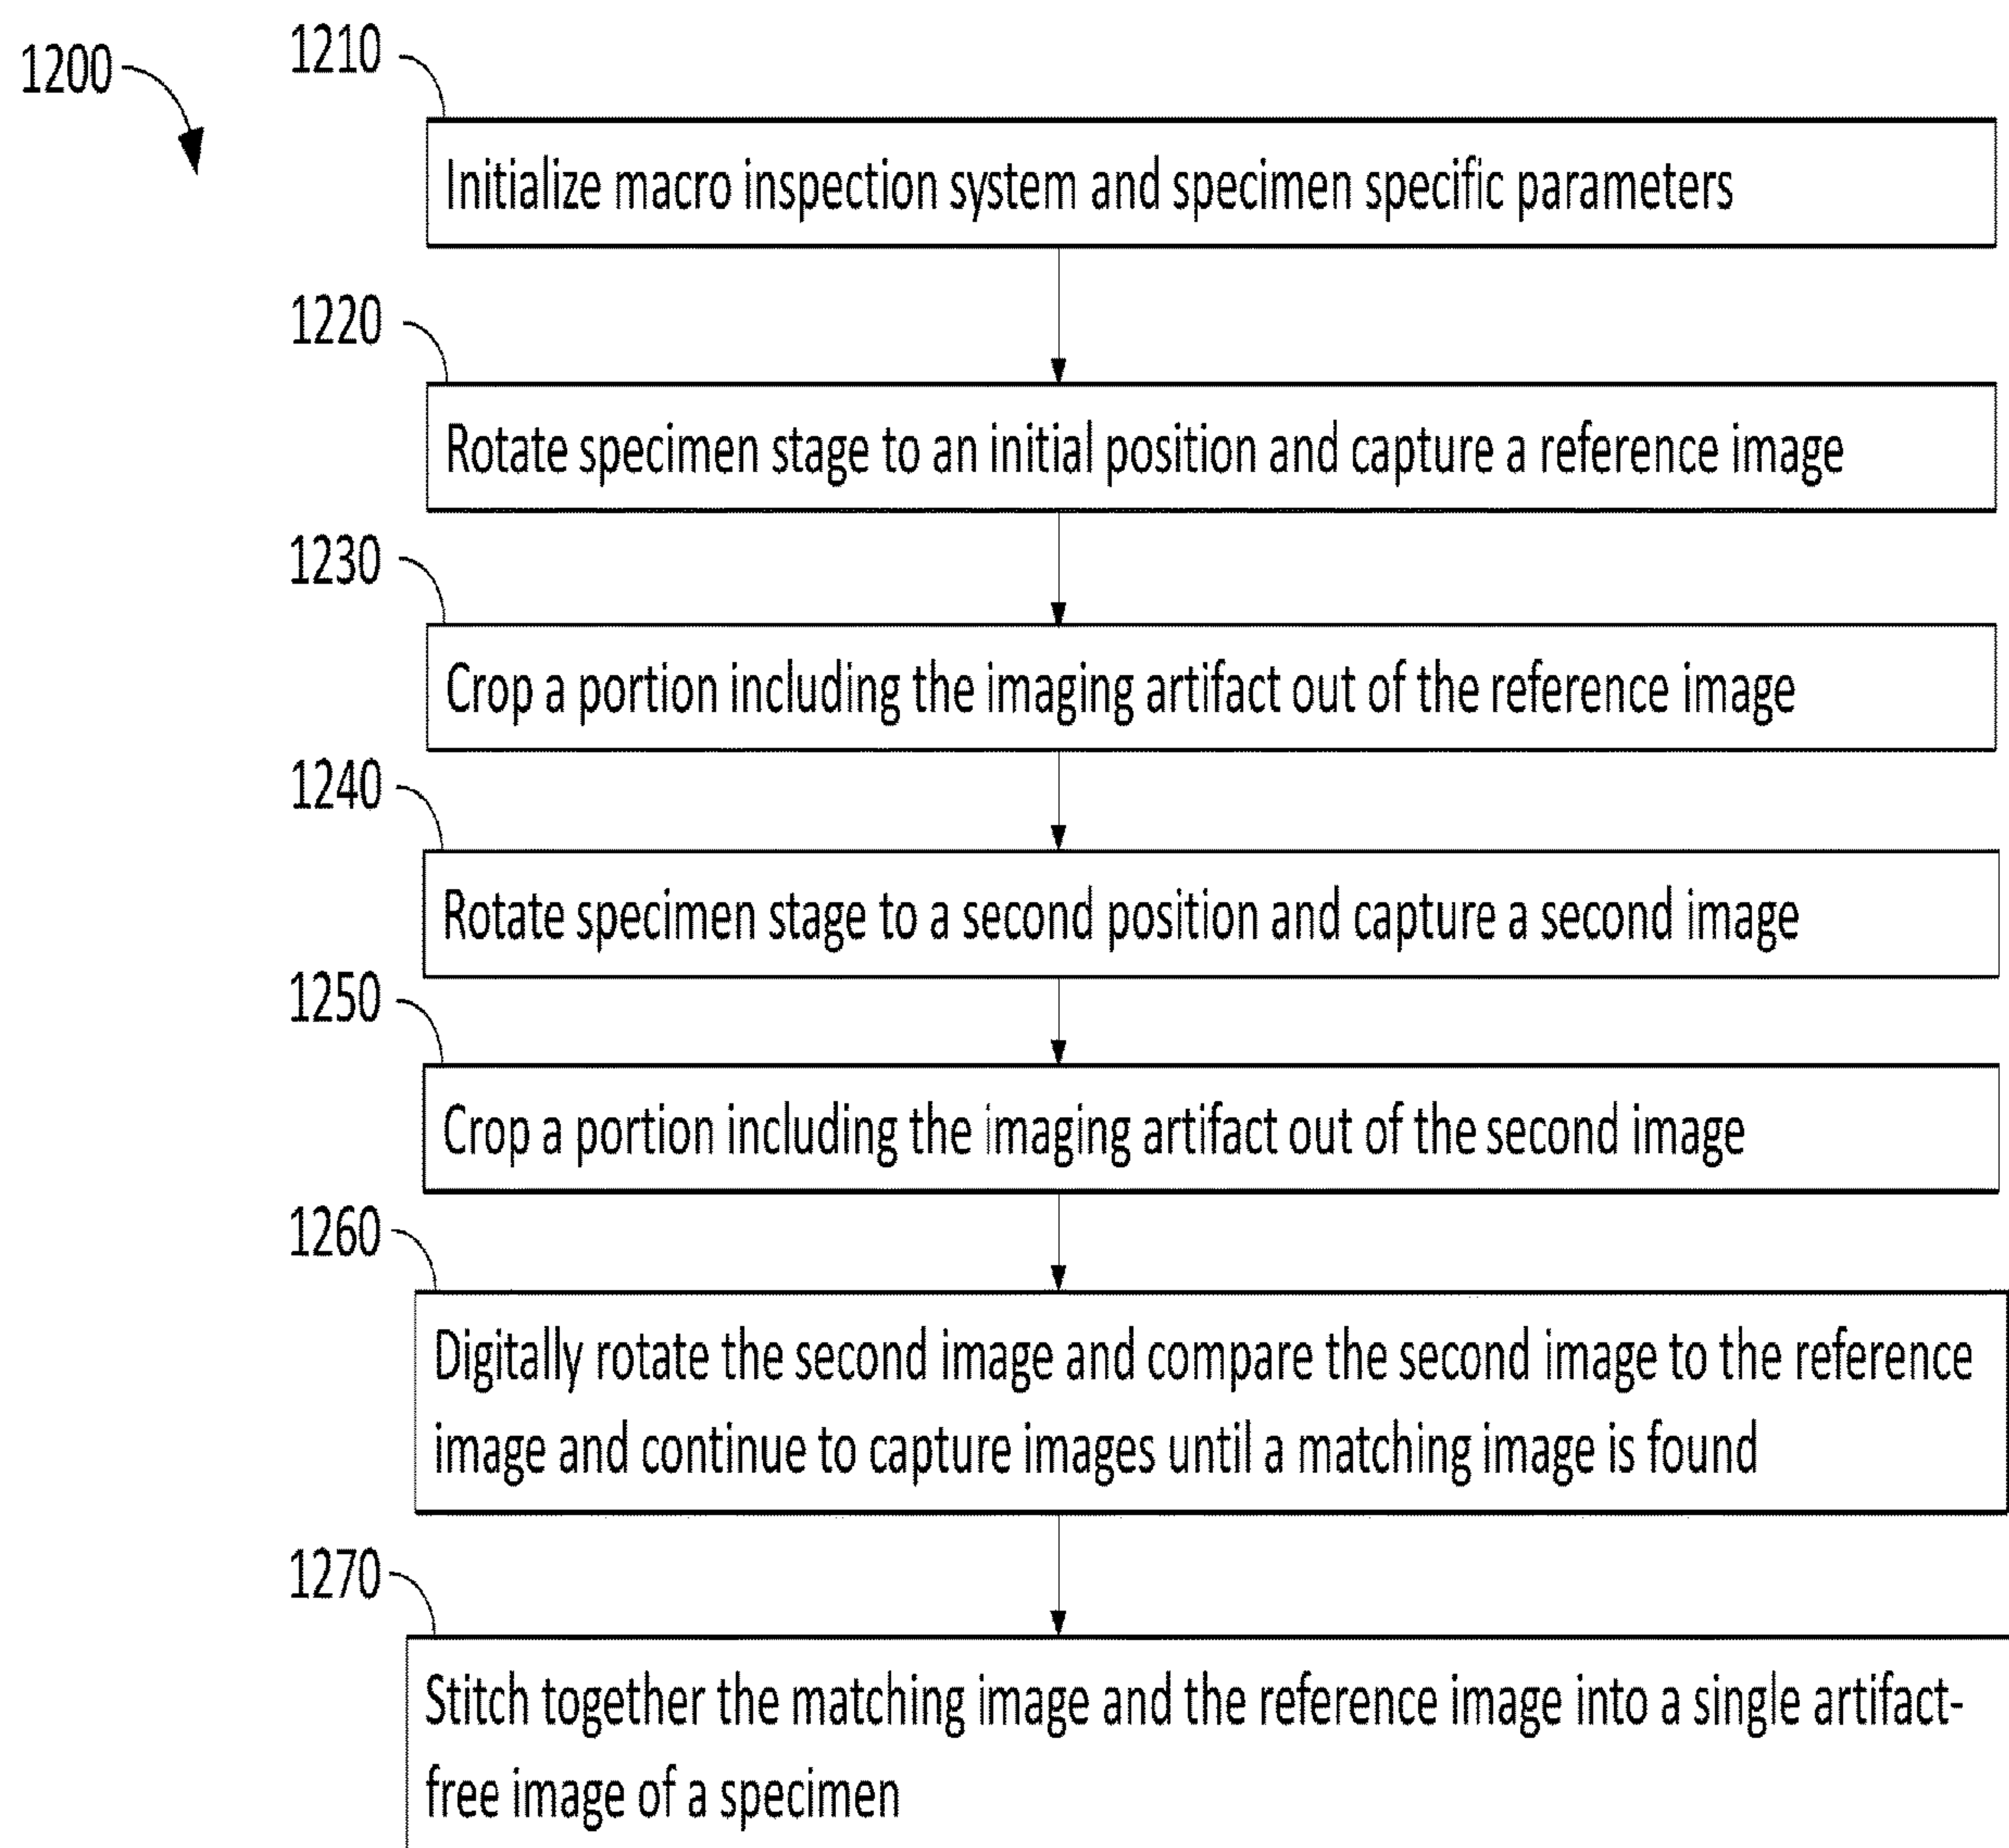 1200
1210
Initialize macro inspection system and specimen specific parameters
1220
Rotate specimen stage to an initial position and capture a reference image
1230
Crop a portion including the imaging artifact out of the reference image
1240
Rotate specimen stage to a second position and capture a second image
1250
Crop a portion including the imaging artifact out of the second image
1260
Digitally rotate the second image and compare the second image to the reference
image and continue to capture images until a matching image is found
1270
Stitch together the matching image and the reference image into a single artifact-
free image of a specimen